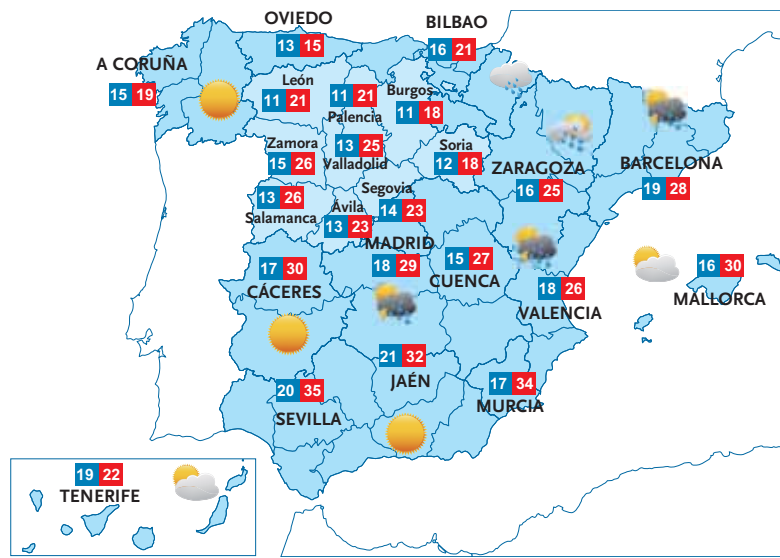 OVIEDO
13 15
BILBAO
16 21
A CORUÑA
15 19
León
11 21
11 21
Palencia
Burgos
11 18
Zamora
15 26
13 25
Valladolid
Soria
12 18
ZARAGOZA
16 25
BARCELONA
19 28
13 26
Salamanca
Ávila
13 23
Segovia
14 23
MADRID
18 29
15 27
CUENCA
17 30
CÁCERES
18 26
VALENCIA
16 30
MALLORCA
21 32
JAÉN
20 35
SEVILLA
17 34
MURCIA
19 22
TENERIFE